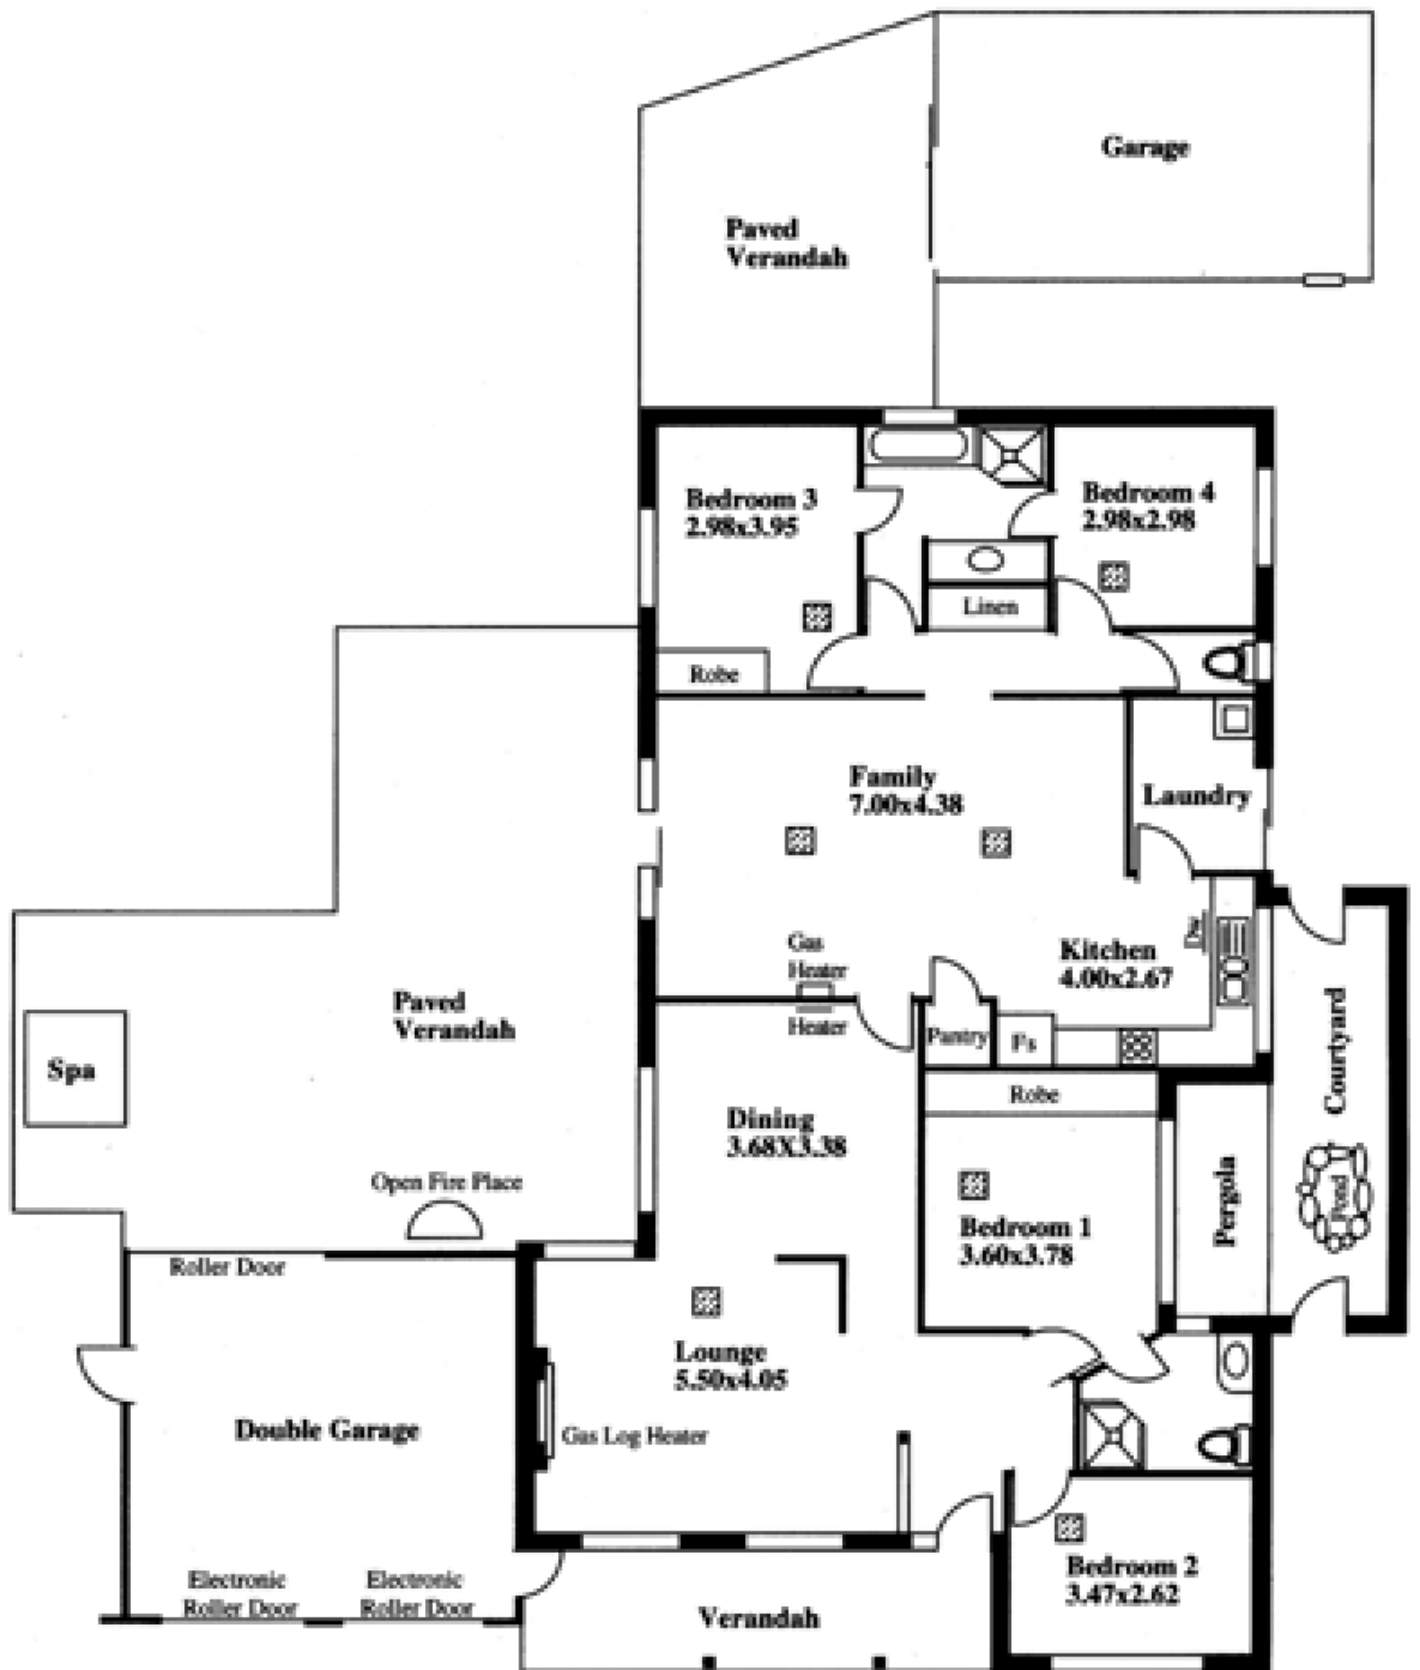 Garage
Paved
Verandah
Bedroom 3
2.98x3.95
Bedroom 4
2.98x2.98
Linen
Robe
Family
7.00x4.38
Laundry
Gas
Heater
Heater
Kitchen
4.00x2.67
Dw
Pantry
Fs
Paved
Verandah
Spa
Courtyard
Robe
Dining
3.68X3.38
Open Fire Place
Bedroom 1
3.60x3.78
Pergola
Pond
Roller Door
Lounge
5.50x4.05
Double Garage
Gas Log Heater
Bedroom 2
3.47x2.62
Electronic
Roller Door
Electronic
Roller Door
Verandah